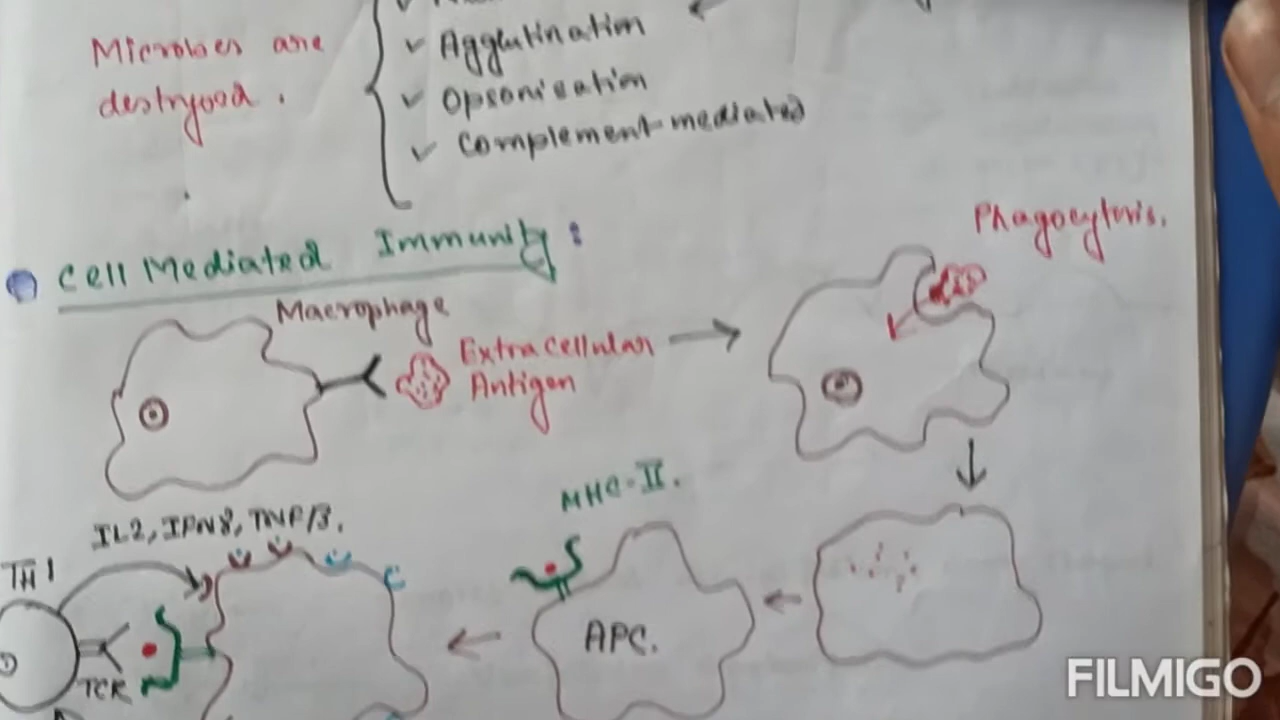 Microbes are
destryod.
✓ Agglutination
✓ Opsonisation
✓ Complement-mediated
Cell Mediated Immunity:
Phagocytosis.
Macrophage
Extracellular
Antigen
MHC-II.
IL2, IFNγ, TNFβ.
TH1
TCR
APC.
FILMIGO